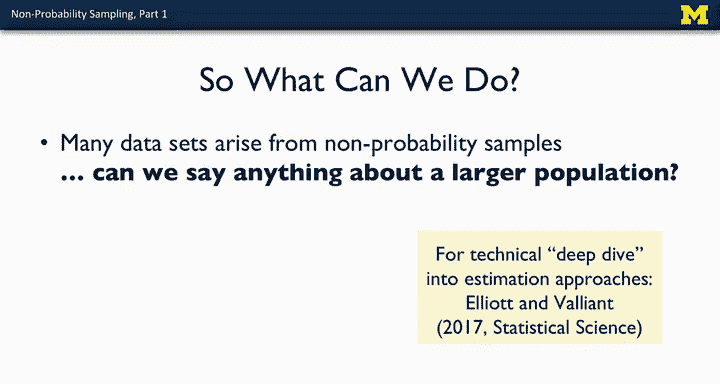 Non-Probability Sampling, Part 1
M
So What Can We Do?
• Many data sets arise from non-probability samples
... can we say anything about a larger population?
For technical “deep dive”
into estimation approaches:
Elliott and Valliant
(2017, Statistical Science)